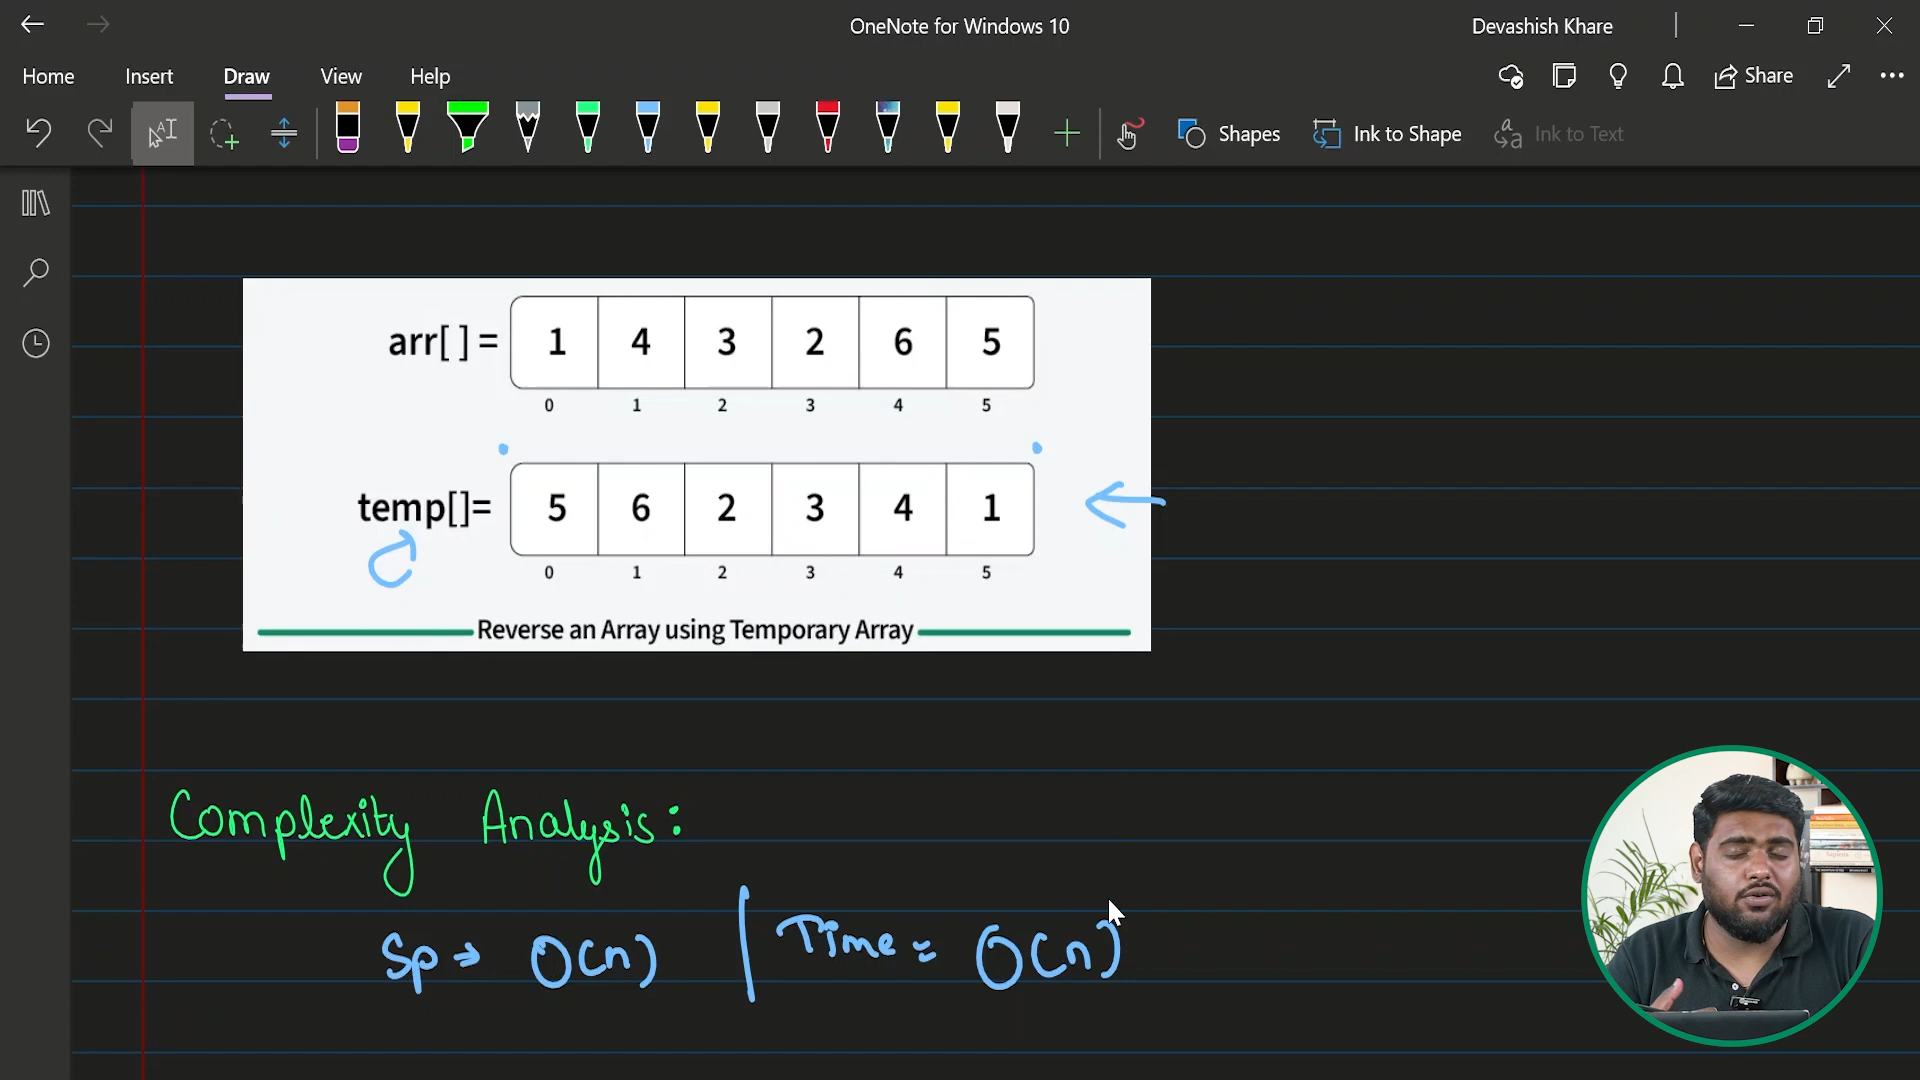 OneNote for Windows 10
Devashish Khare
Home Insert Draw View Help
Share
Shapes Ink to Shape Ink to Text
arr[ ] = 1 4 3 2 6 5
0 1 2 3 4 5
temp[]= 5 6 2 3 4 1
0 1 2 3 4 5
Reverse an Array using Temporary Array
Complexity Analysis:
Sp → O(n) | Time = O(n)